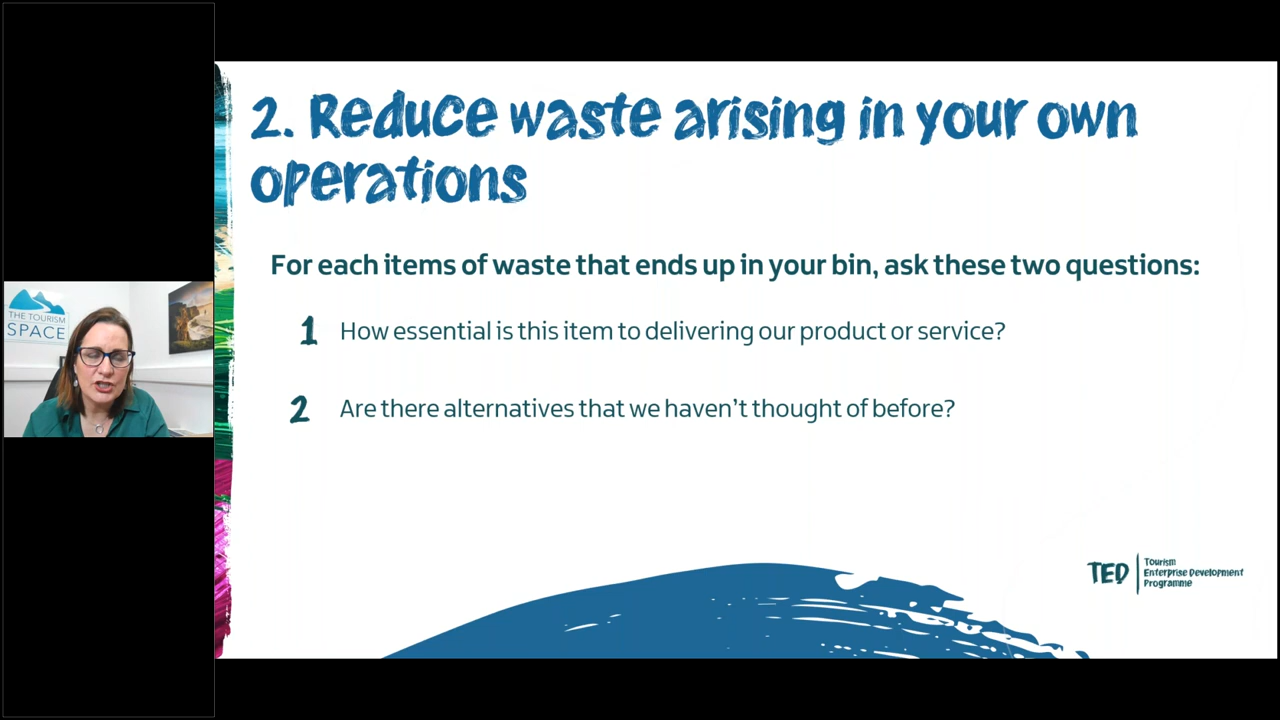 2. Reduce waste arising in your own
operations
For each items of waste that ends up in your bin, ask these two questions:
1 How essential is this item to delivering our product or service?
2 Are there alternatives that we haven't thought of before?
THE TOURISM
SPACE
TED
Tourism
Enterprise Development
Programme